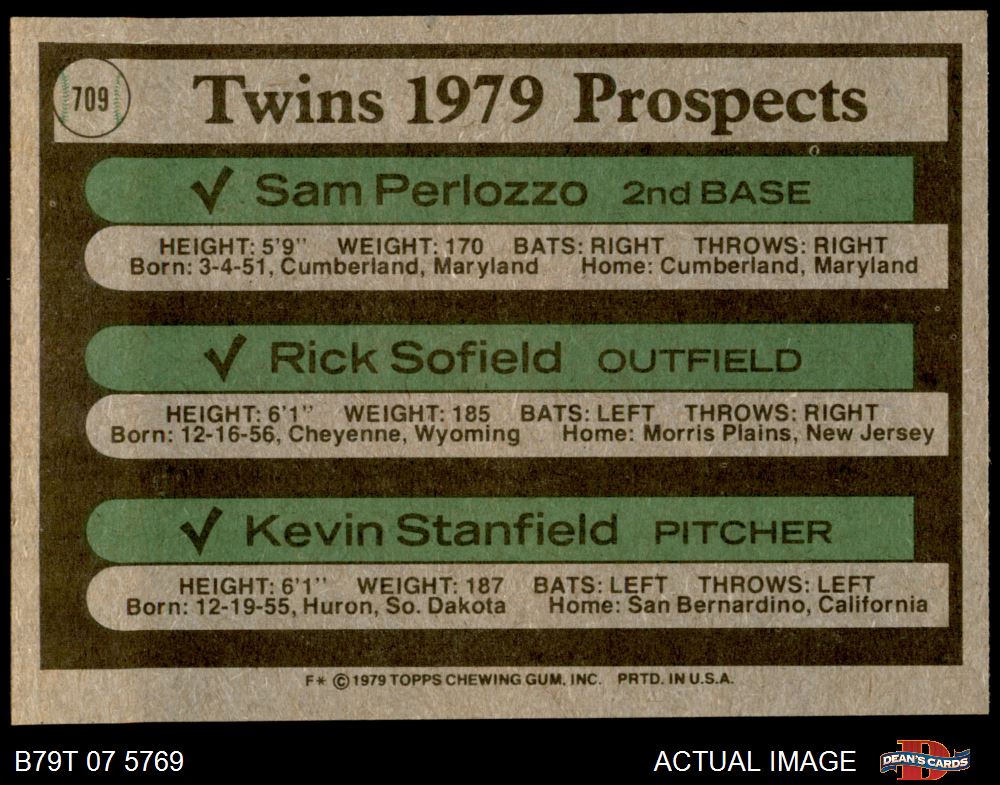 709
Twins 1979 Prospects
✓ Sam Perlozzo 2nd BASE
HEIGHT: 5'9" WEIGHT: 170 BATS: RIGHT THROWS: RIGHT
Born: 3-4-51, Cumberland, Maryland Home: Cumberland, Maryland
✓ Rick Sofield OUTFIELD
HEIGHT: 6'1" WEIGHT: 185 BATS: LEFT THROWS: RIGHT
Born: 12-16-56, Cheyenne, Wyoming Home: Morris Plains, New Jersey
✓ Kevin Stanfield PITCHER
HEIGHT: 6'1" WEIGHT: 187 BATS: LEFT THROWS: LEFT
Born: 12-19-55, Huron, So. Dakota Home: San Bernardino, California
F* © 1979 TOPPS CHEWING GUM, INC. PRTD. IN U.S.A.
B79T 07 5769 ACTUAL IMAGE D DEAN'S CARDS